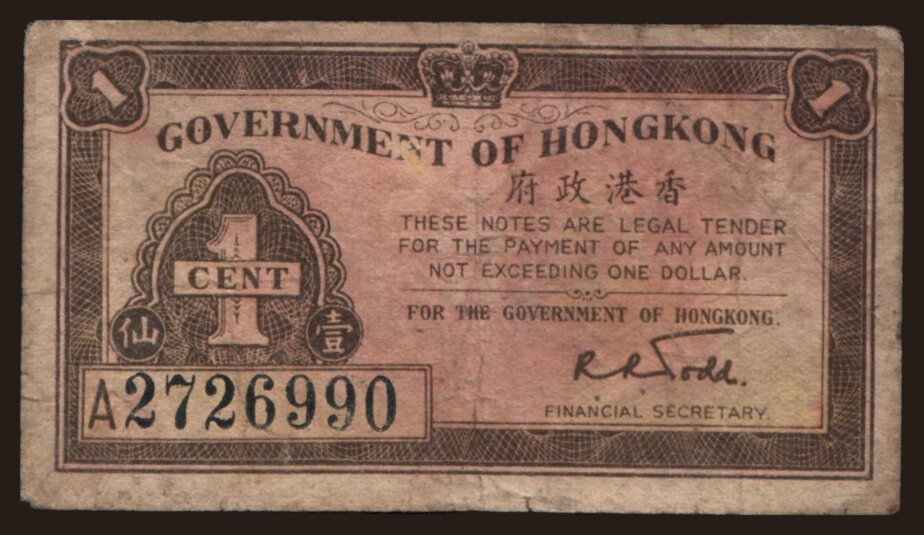 1 1
GOVERNMENT OF HONGKONG
府政港香
THESE NOTES ARE LEGAL TENDER
FOR THE PAYMENT OF ANY AMOUNT
NOT EXCEEDING ONE DOLLAR.
1
CENT
仙 壹
FOR THE GOVERNMENT OF HONGKONG.
R R Todd.
FINANCIAL SECRETARY.
A2726990